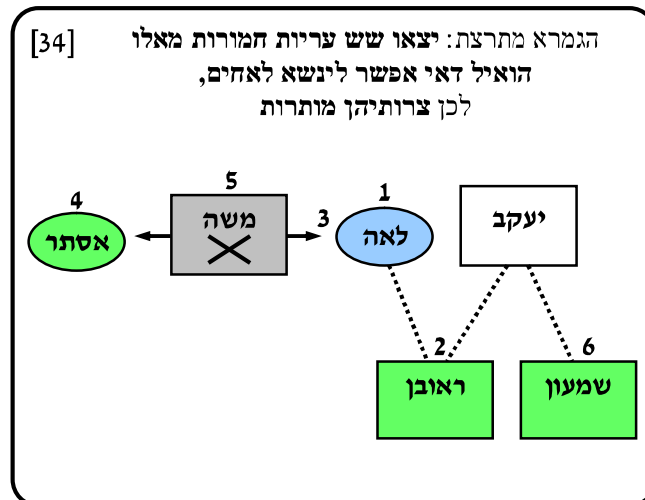 [34]
הגמרא מתרצת: יצאו שש עריות חמורות מאלו
הואיל דאי אפשר לינשא לאחים,
לכן צרותיהן מותרות
1
5
4
יעקב
לאה
3
משה
אסתר
6
2
שמעון
ראובן